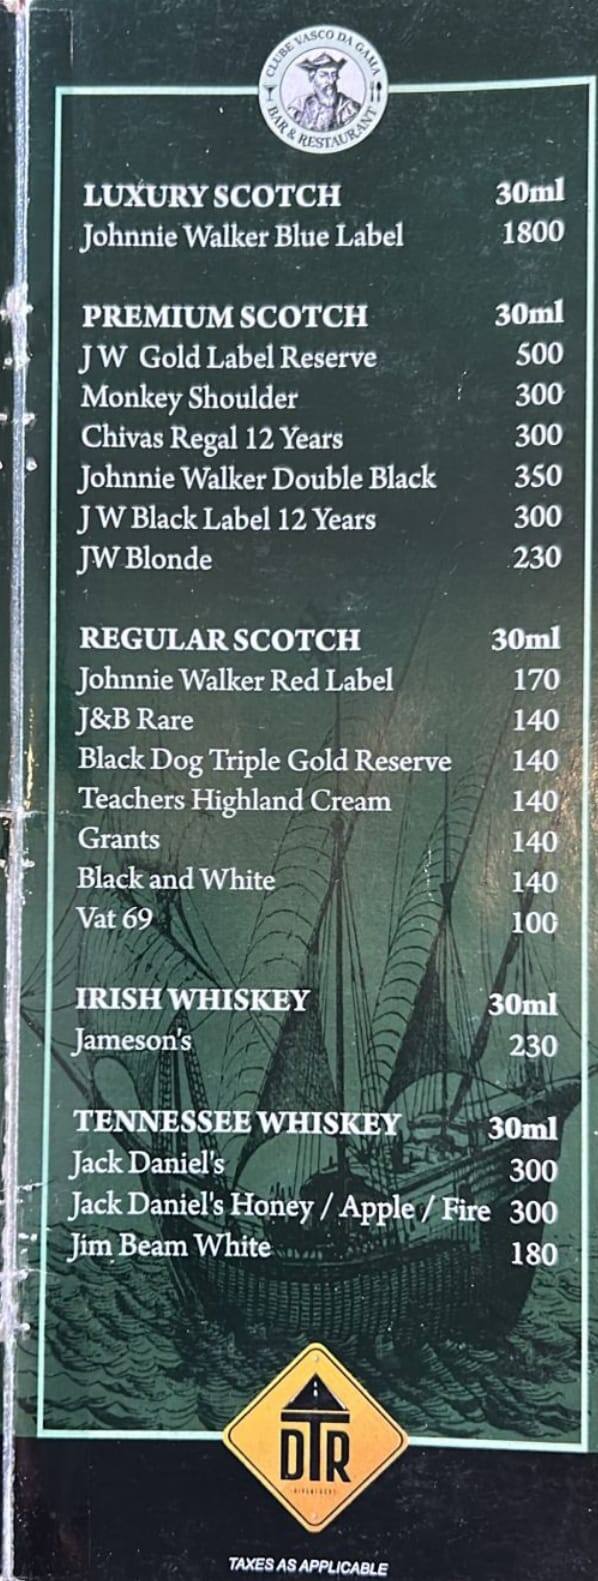 CLUBE VASCO DA GAMA
BAR & RESTAURANT
LUXURY SCOTCH 30ml
Johnnie Walker Blue Label 1800
PREMIUM SCOTCH 30ml
J W Gold Label Reserve 500
Monkey Shoulder 300
Chivas Regal 12 Years 300
Johnnie Walker Double Black 350
J W Black Label 12 Years 300
JW Blonde 230
REGULAR SCOTCH 30ml
Johnnie Walker Red Label 170
J&B Rare 140
Black Dog Triple Gold Reserve 140
Teachers Highland Cream 140
Grants 140
Black and White 140
Vat 69 100
IRISH WHISKEY 30ml
Jameson's 230
TENNESSEE WHISKEY 30ml
Jack Daniel's 300
Jack Daniel's Honey / Apple / Fire 300
Jim Beam White 180
DTR
TAXES AS APPLICABLE